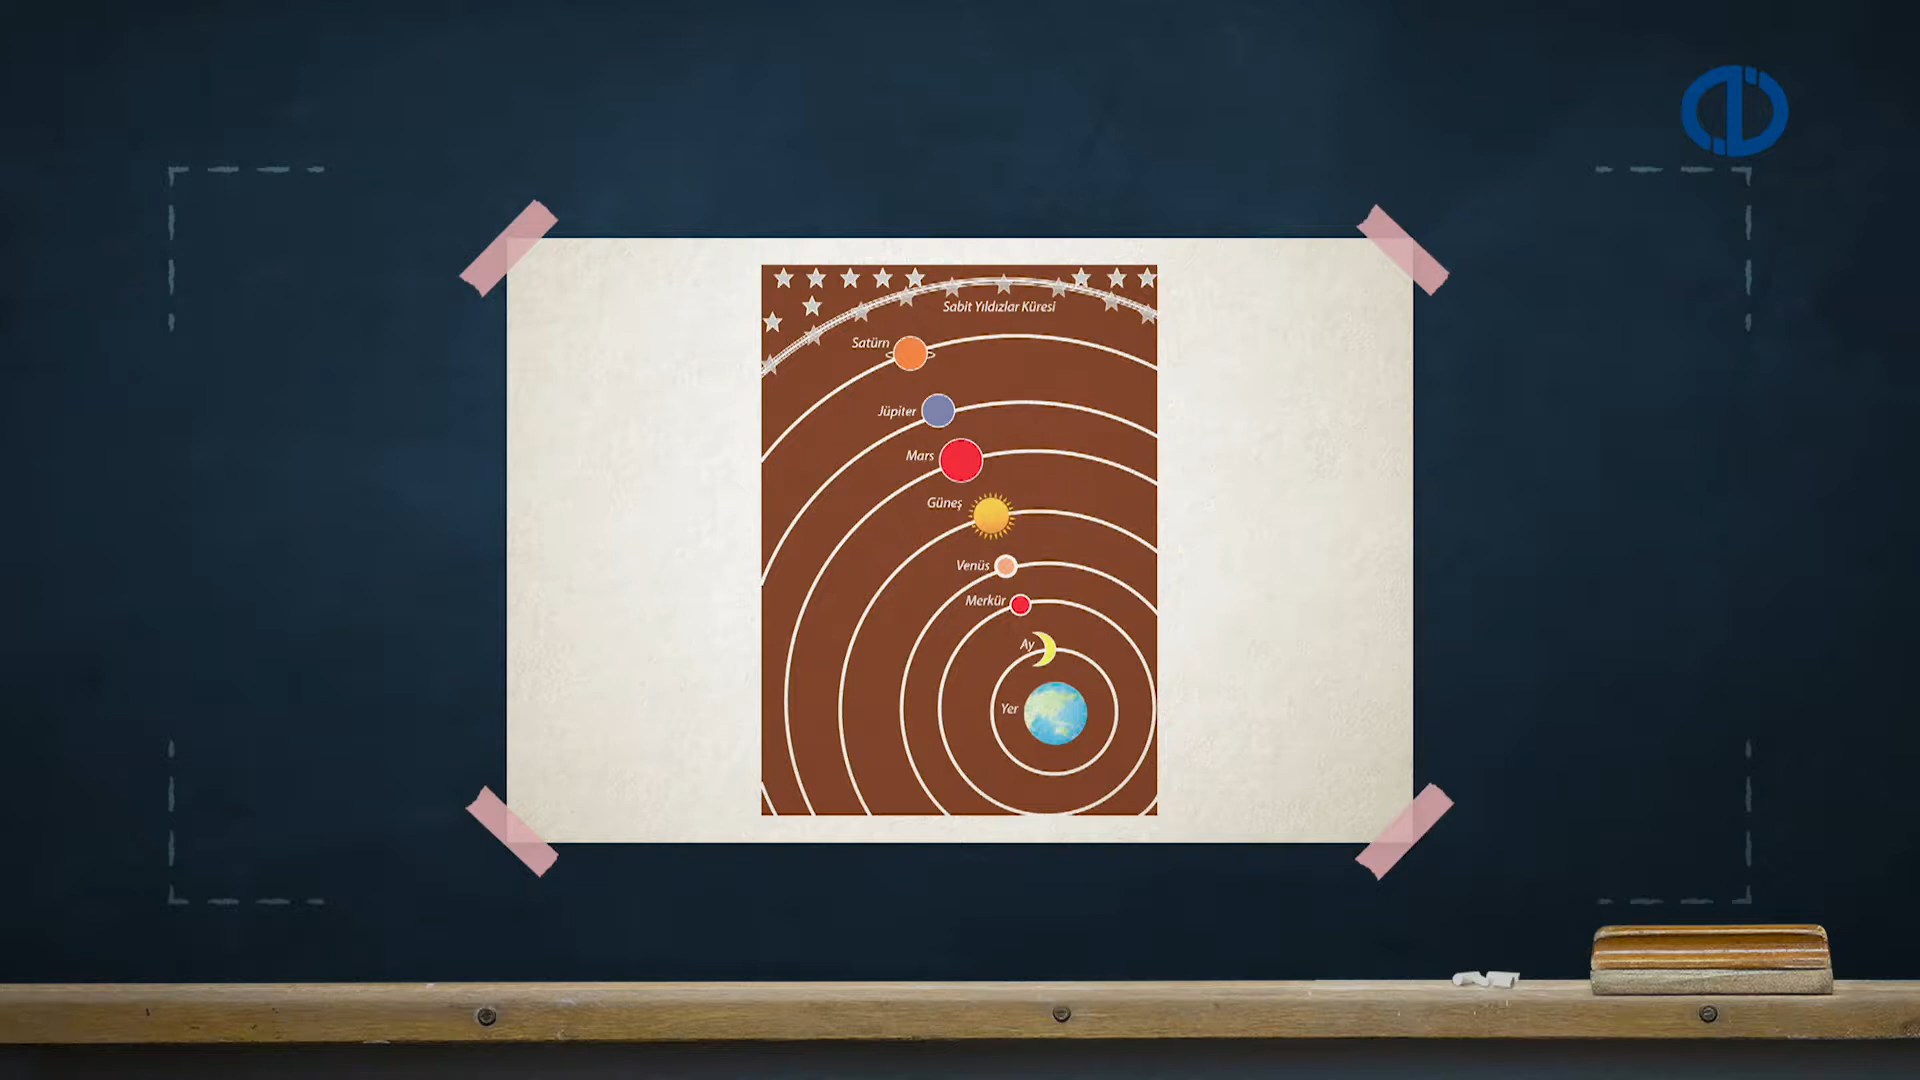 Sabit Yıldızlar Küresi
Satürn
Jüpiter
Mars
Güneş
Venüs
Merkür
Ay
Yer